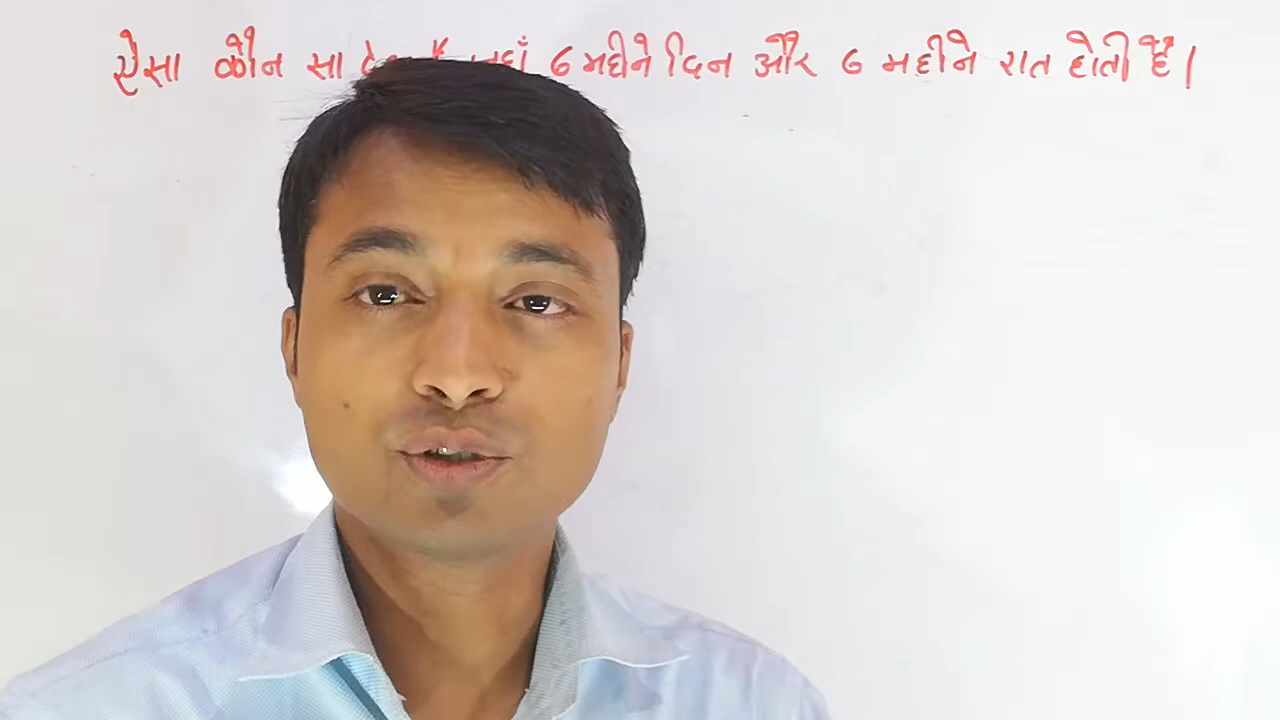 ऐसा कौन सा 6 महीने दिन और 6 महीने रात होती है।